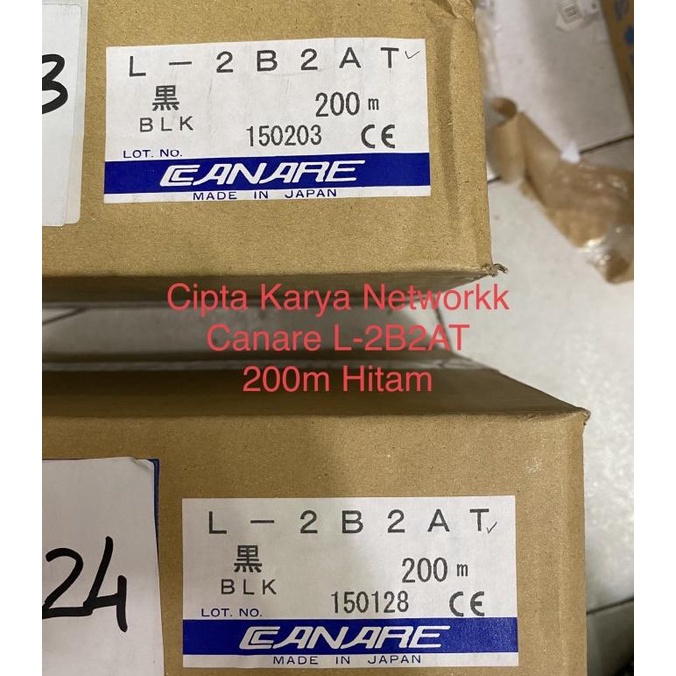 3
L-2B2AT✓
黒
BLK
200m
LOT. NO.
150203 CE
CANARE
MADE IN JAPAN
Cipta Karya Networkk
Canare L-2B2AT
200m Hitam
24
L-2B2AT✓
黒
BLK
200m
LOT. NO.
150128 CE
CANARE
MADE IN JAPAN